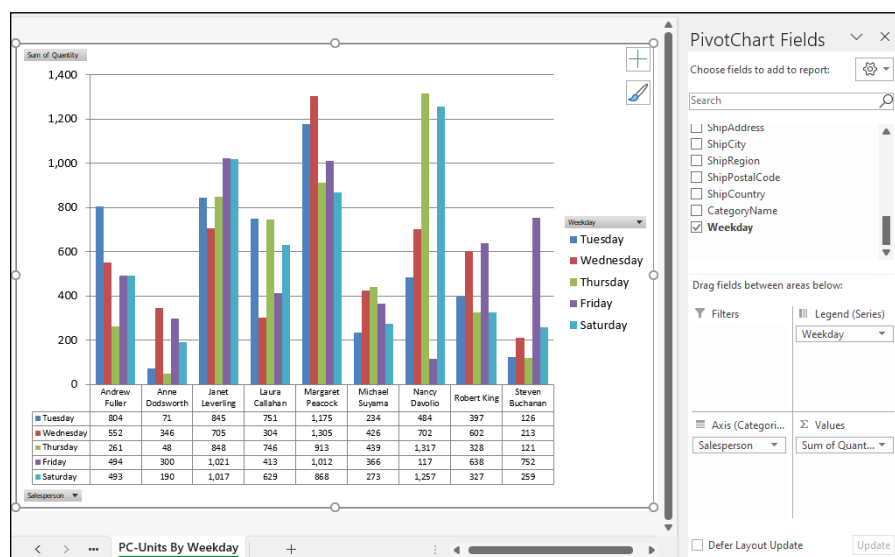 Sum of Quantity
1,400
1,200
1,000
800
600
400
200
0
Weekday
Tuesday
Wednesday
Thursday
Friday
Saturday
Andrew Fuller Anne Dodsworth Janet Leverling Laura Callahan Margaret Peacock Michael Suyama Nancy Davolio Robert King Steven Buchanan
Tuesday 804 71 845 751 1,175 234 484 397 126
Wednesday 552 346 705 304 1,305 426 702 602 213
Thursday 261 48 848 746 913 439 1,317 328 121
Friday 494 300 1,021 413 1,012 366 117 638 752
Saturday 493 190 1,017 629 868 273 1,257 327 259
Salesperson
PC-Units By Weekday
PivotChart Fields
Choose fields to add to report:
Search
ShipAddress
ShipCity
ShipRegion
ShipPostalCode
ShipCountry
CategoryName
Weekday
Drag fields between areas below:
Filters
Legend (Series)
Weekday
Axis (Categori...
Salesperson
Σ Values
Sum of Quant...
Defer Layout Update
Update